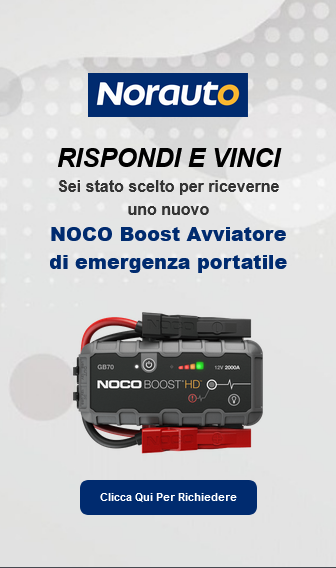 Norauto
RISPONDI E VINCI
Sei stato scelto per riceverne
uno nuovo
NOCO Boost Avviatore
di emergenza portatile
GB70
12V 2000A
NOCO BOOST HD
Clicca Qui Per Richiedere